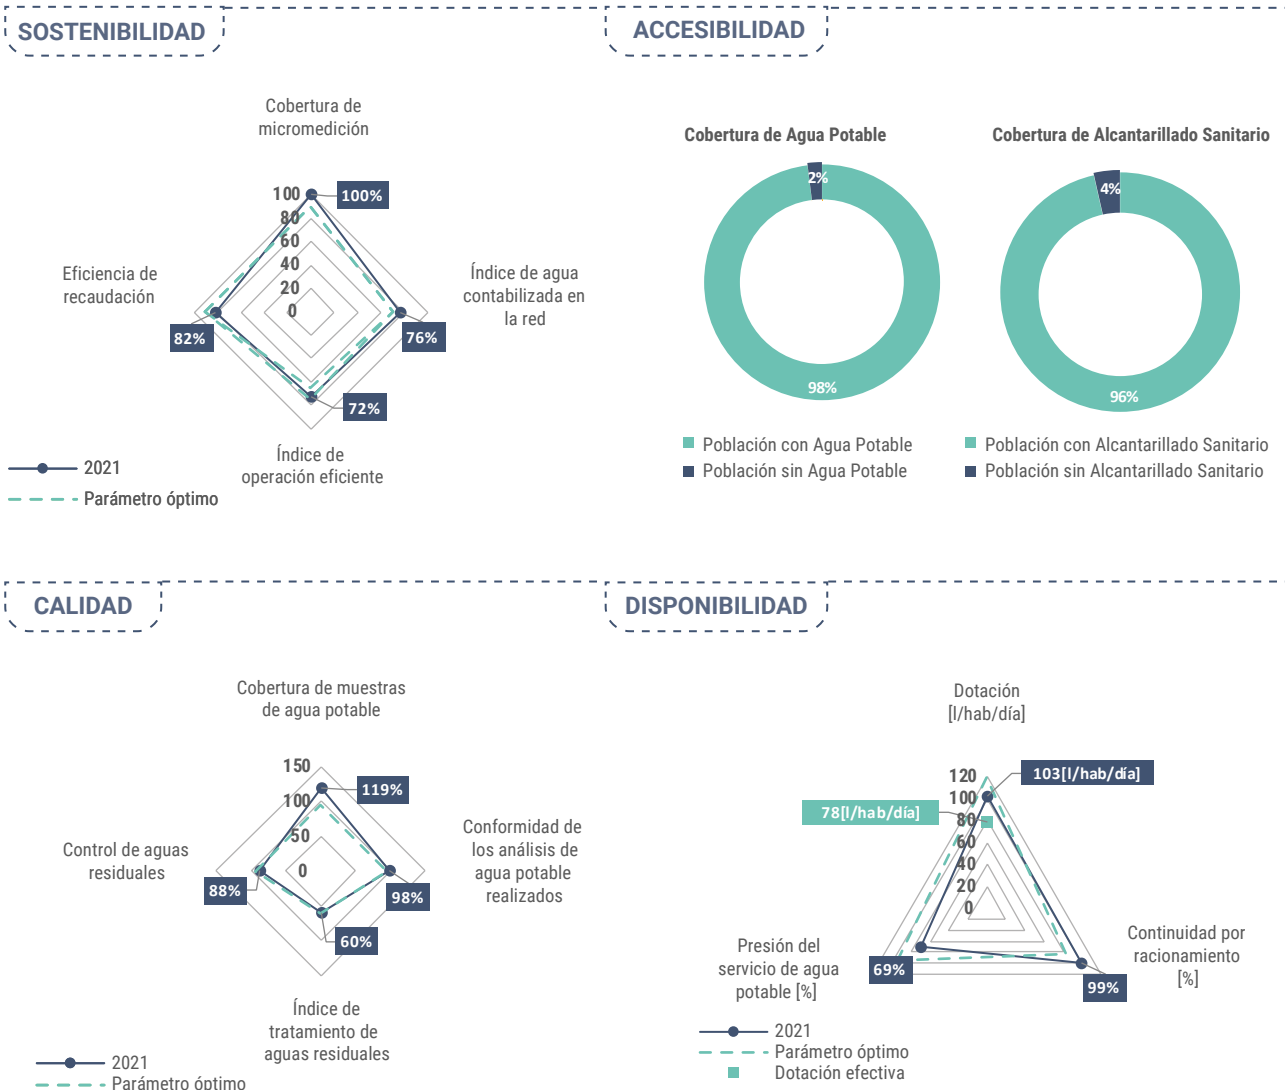 SOSTENIBILIDAD
Cobertura de
micromedición
100
80
60
40
20
0
100%
Índice de agua
contabilizada en
la red
76%
72%
Índice de
operación eficiente
Eficiencia de
recaudación
82%
2021
Parámetro óptimo
ACCESIBILIDAD
Cobertura de Agua Potable
2%
98%
Población con Agua Potable
Población sin Agua Potable
Cobertura de Alcantarillado Sanitario
4%
96%
Población con Alcantarillado Sanitario
Población sin Alcantarillado Sanitario
CALIDAD
Cobertura de muestras
de agua potable
150
100
50
0
119%
Conformidad de
los análisis de
agua potable
realizados
98%
60%
Índice de
tratamiento de
aguas residuales
Control de aguas
residuales
88%
2021
Parámetro óptimo
DISPONIBILIDAD
Dotación
[l/hab/día]
120
100
80
60
40
20
0
103[l/hab/día]
78[l/hab/día]
Continuidad por
racionamiento
[%]
99%
Presión del
servicio de agua
potable [%]
69%
2021
Parámetro óptimo
Dotación efectiva